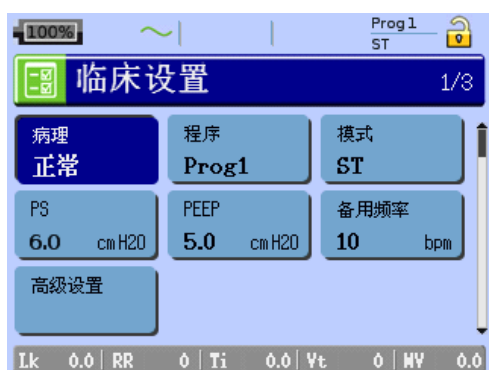 100%
Prog1
ST
临床设置 1/3
病理 程序 模式
正常 Prog1 ST
PS PEEP 备用频率
6.0 cmH2O 5.0 cmH2O 10 bpm
高级设置
Lk 0.0 RR 0 Ti 0.0 Vt 0 MV 0.0